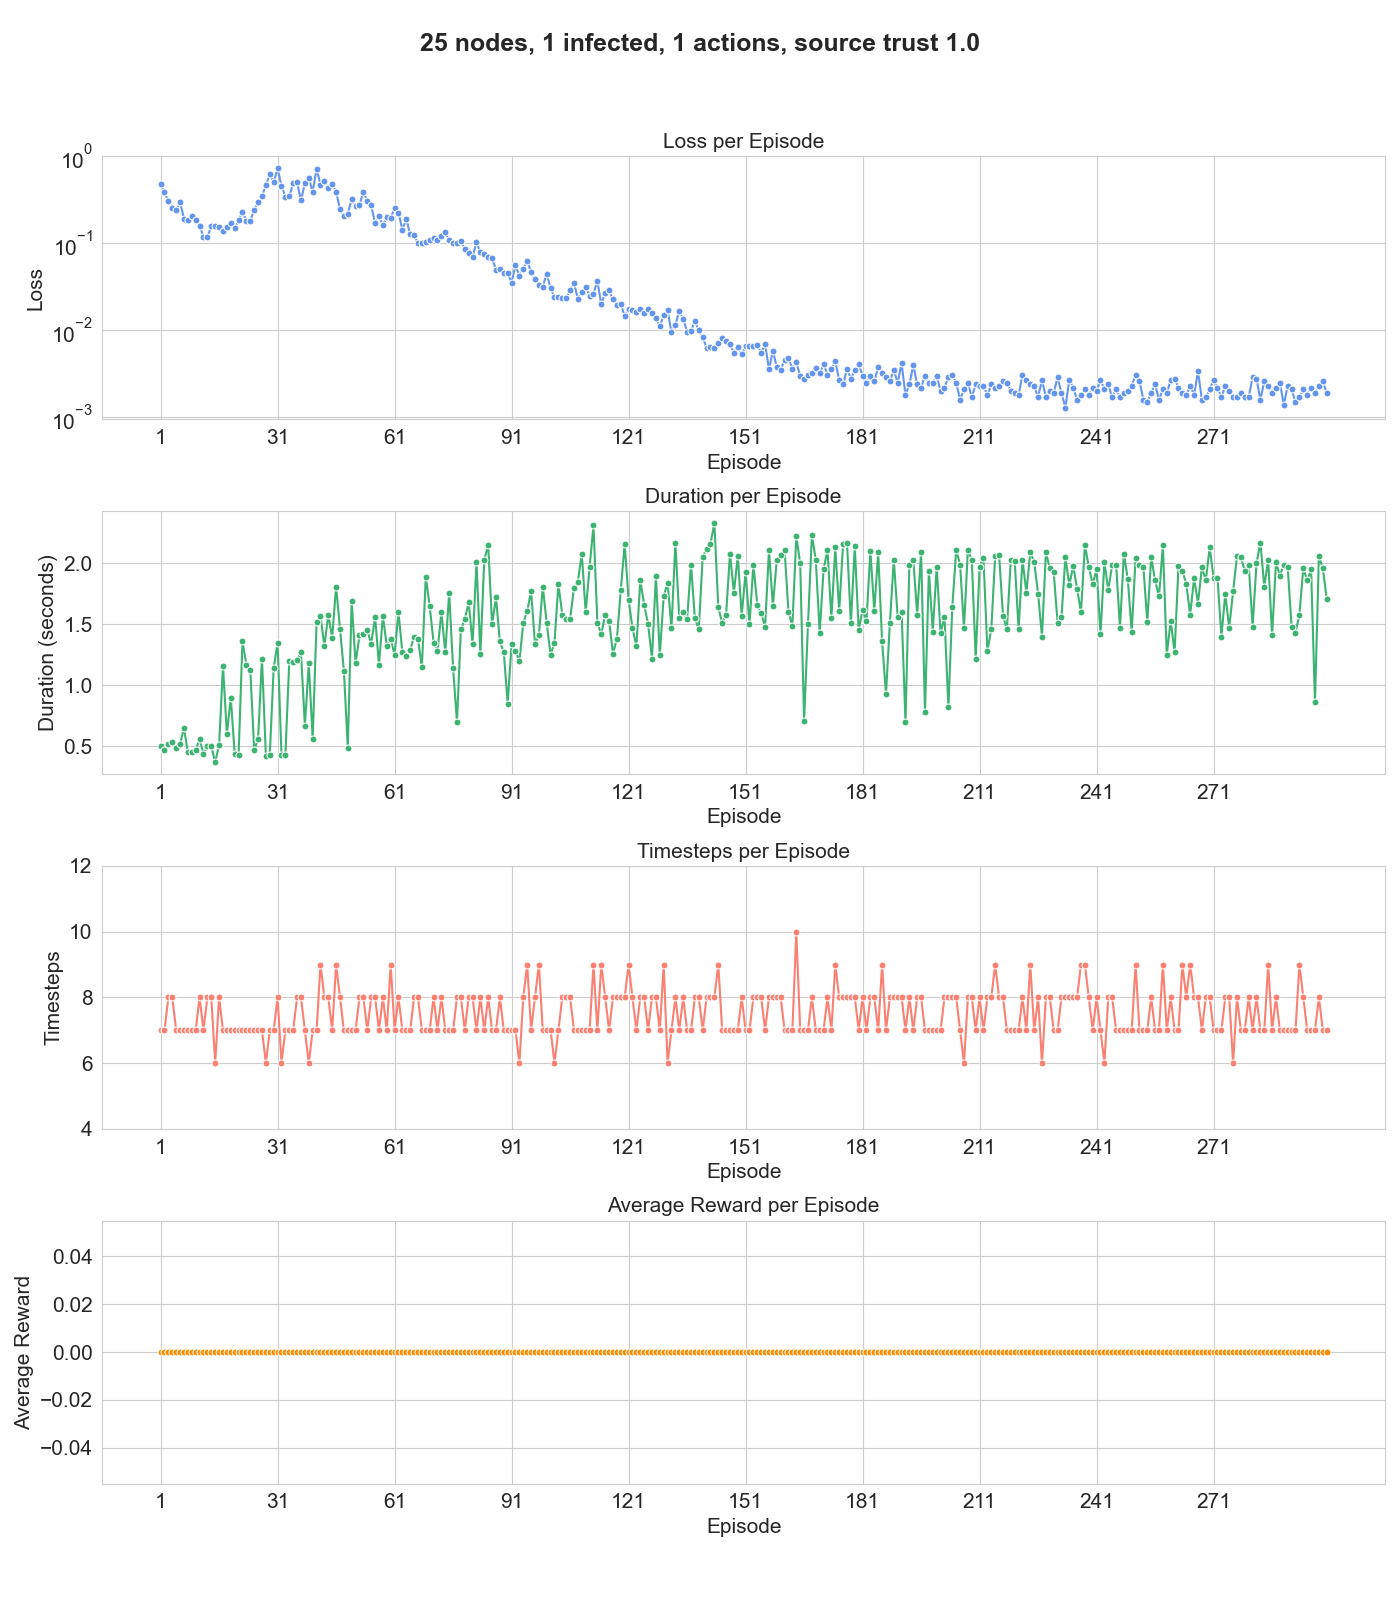 25 nodes, 1 infected, 1 actions, source trust 1.0
Loss per Episode
10^0
10^−1
10^−2
10^−3
Loss
1 31 61 91 121 151 181 211 241 271
Episode
Duration per Episode
2.0
1.5
1.0
0.5
Duration (seconds)
1 31 61 91 121 151 181 211 241 271
Episode
Timesteps per Episode
12
10
8
6
4
Timesteps
1 31 61 91 121 151 181 211 241 271
Episode
Average Reward per Episode
0.04
0.02
0.00
−0.02
−0.04
Average Reward
1 31 61 91 121 151 181 211 241 271
Episode